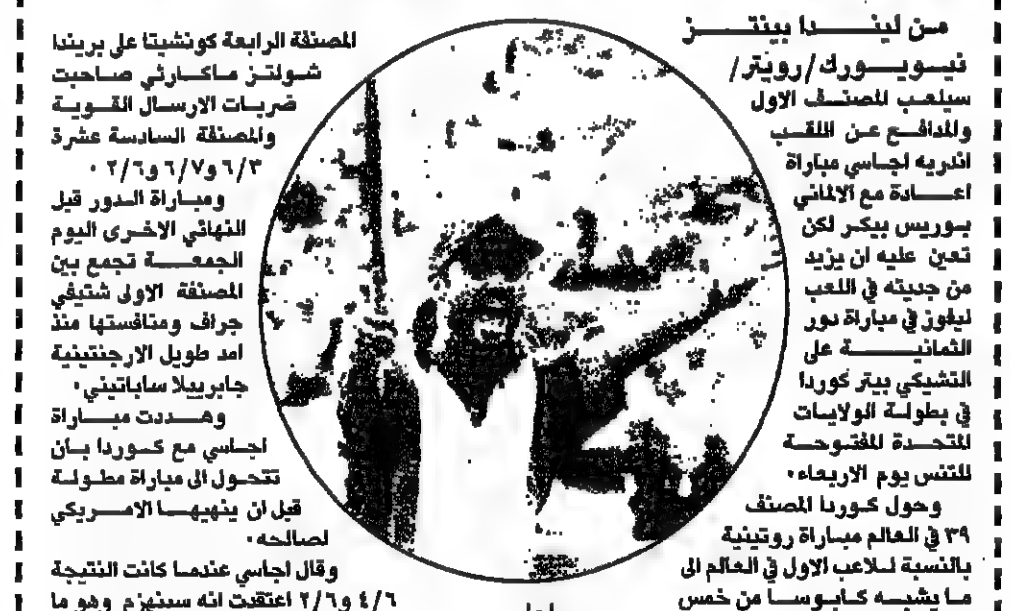 من ليندا بينتز
نيويورك/رويتر/
سيلعب المصنف الاول
والمدافع عن اللقب
اندريه اجاسي مباراة
اعادة مع الالماني
بوريس بيكر لكن
تعين عليه ان يزيد
من جديته في اللعب
ليفوز في مباراة دور
الثمانية على
التشيكي بيتر كوردا
في بطولة الولايات
المتحدة المفتوحة
للتنس يوم الاربعاء.
وحول كوردا المصنف
٣٩ في العالم مباراة روتينية
بالنسبة للاعب الاول في العالم الى
ما يشبه كابوسا من خمس
المصنفة الرابعة كونشيتا على بريندا
شولتز ماكارثي صاحبت
ضربات الارسال القوية
والمصنفة السادسة عشرة
٦/٣ و٦/٧ و٢/٦ .
ومباراة الدور قبل
النهائي الاخرى اليوم
الجمعة تجمع بين
المصنفة الاولى شتيفي
جراف ومنافستها منذ
امد طويل الارجنتينية
جابرييلا ساباتيني.
وهددت مباراة
اجاسي مع كوردا بان
تتحول الى مباراة مطولة
قبل ان ينهيها الامريكي
لصالحه.
وقال اجاسي عندما كانت النتيجة
٤/٦ و٢/٦ اعتقدت انه سينهزم وهو ما